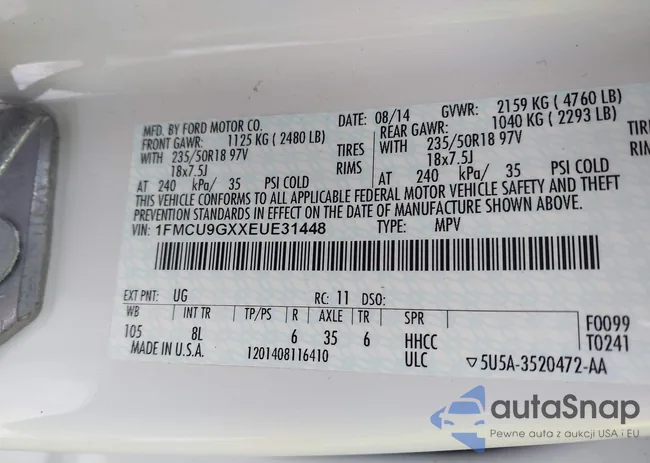 MFD. BY FORD MOTOR CO. DATE: 08/14 GVWR: 2159 KG ( 4760 LB)
FRONT GAWR: 1125 KG ( 2480 LB) REAR GAWR: 1040 KG ( 2293 LB)
WITH 235/50R18 97V TIRES WITH 235/50R18 97V
18x7.5J RIMS 18x7.5J
AT 240 kPa/ 35 PSI COLD AT 240 kPa/ 35 PSI COLD
THIS VEHICLE CONFORMS TO ALL APPLICABLE FEDERAL MOTOR VEHICLE SAFETY AND THEFT
PREVENTION STANDARDS IN EFFECT ON THE DATE OF MANUFACTURE SHOWN ABOVE.
VIN: 1FMCU9GXXEUE31448 TYPE: MPV
EXT PNT: UG RC: 11 DSO:
WB INT TR TP/PS R AXLE TR SPR F0099
105 8L 6 35 6 HHCC T0241
MADE IN U.S.A. 1201408116410 ULC ▽5U5A-3520472-AA
autaSnap
Pewne auta z aukcji USA i EU